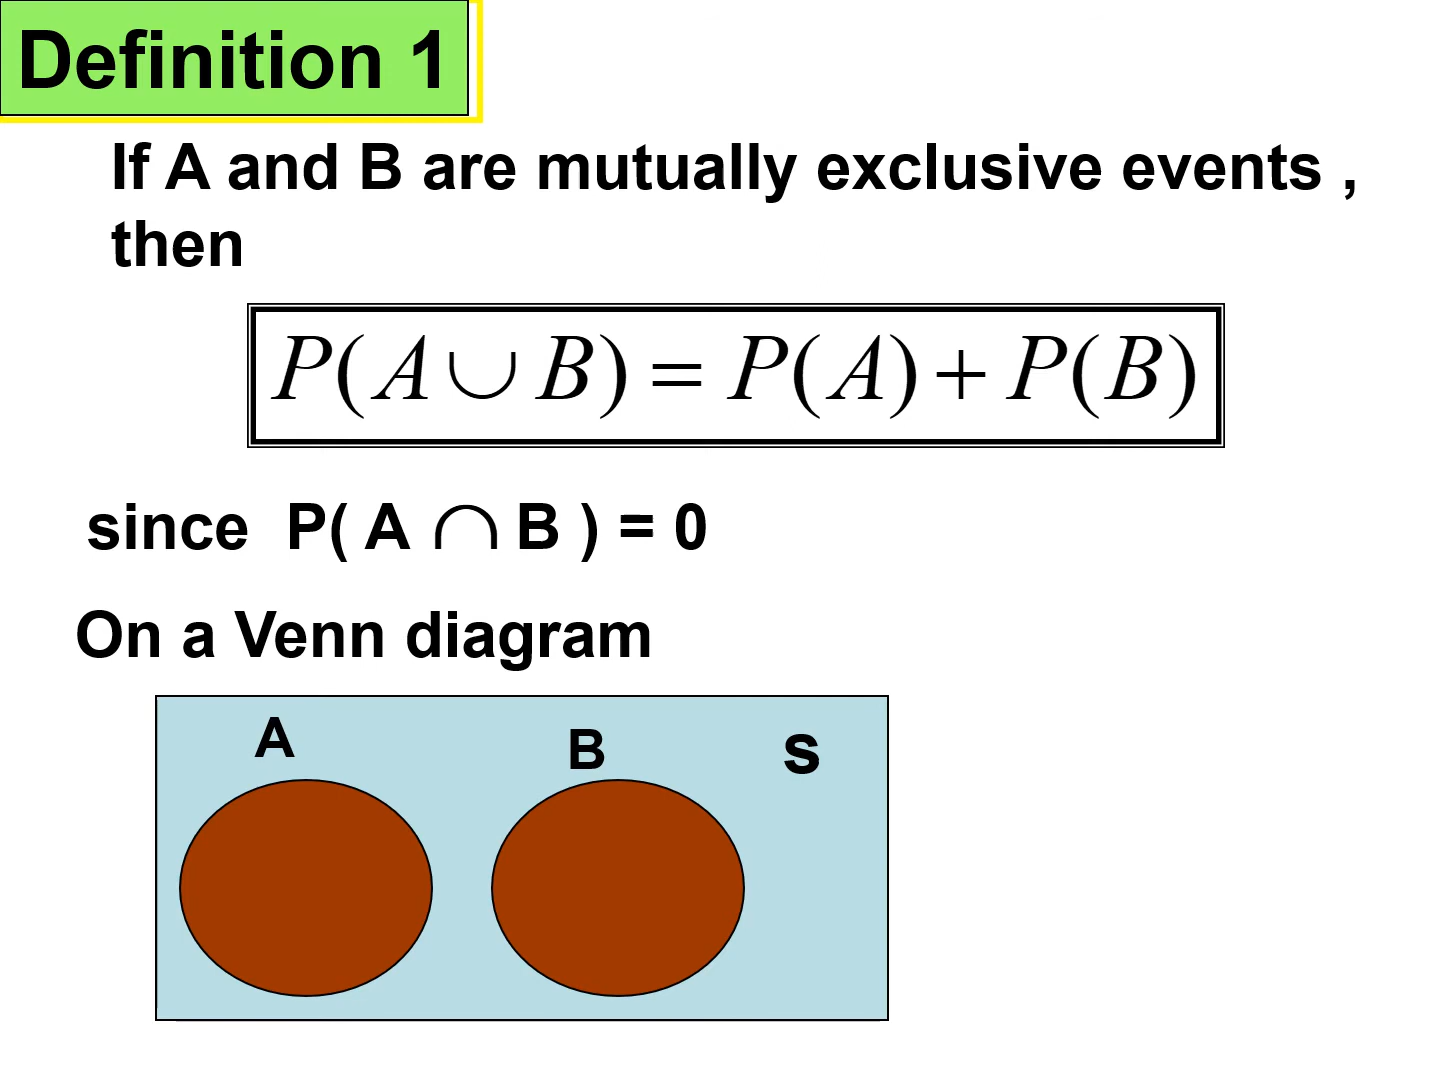 Definition 1
If A and B are mutually exclusive events ,
then
P(A∪B) = P(A)+P(B)
since P( A ∩ B ) = 0
On a Venn diagram
A
B
S